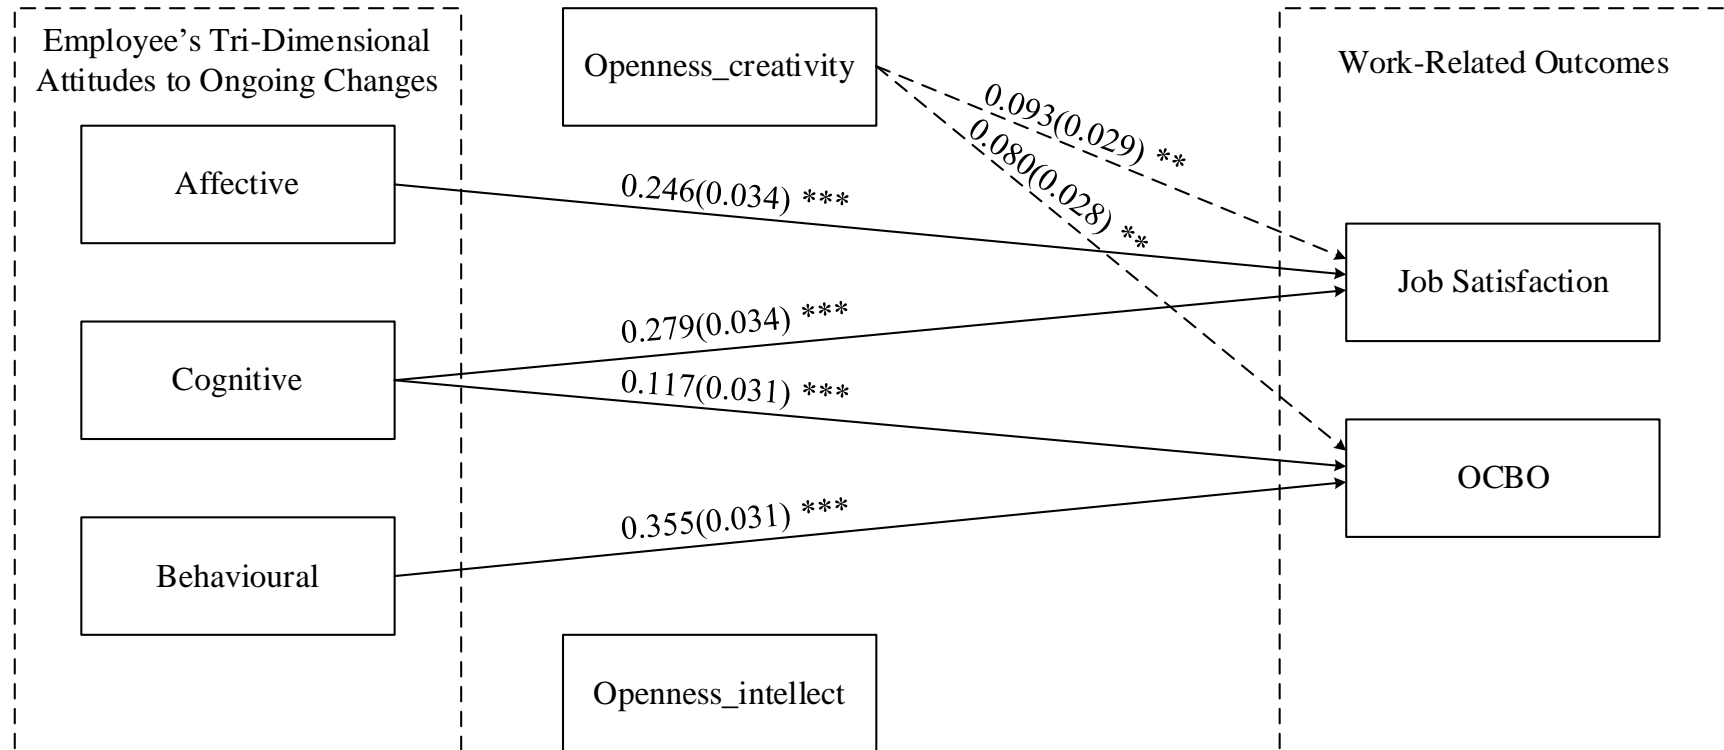 Employee’s Tri-Dimensional
Attitudes to Ongoing Changes
Affective
Cognitive
Behavioural
Openness_creativity
0.093(0.029) **
0.080(0.028) **
0.246(0.034) ***
0.279(0.034) ***
0.117(0.031) ***
0.355(0.031) ***
Openness_intellect
Work-Related Outcomes
Job Satisfaction
OCBO